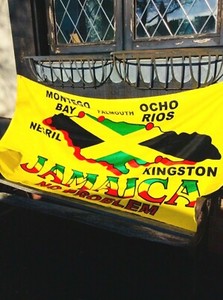 MONTEGO
BAY
FALMOUTH
OCHO
RIOS
NEGRIL
KINGSTON
JAMAICA
NO PROBLEM